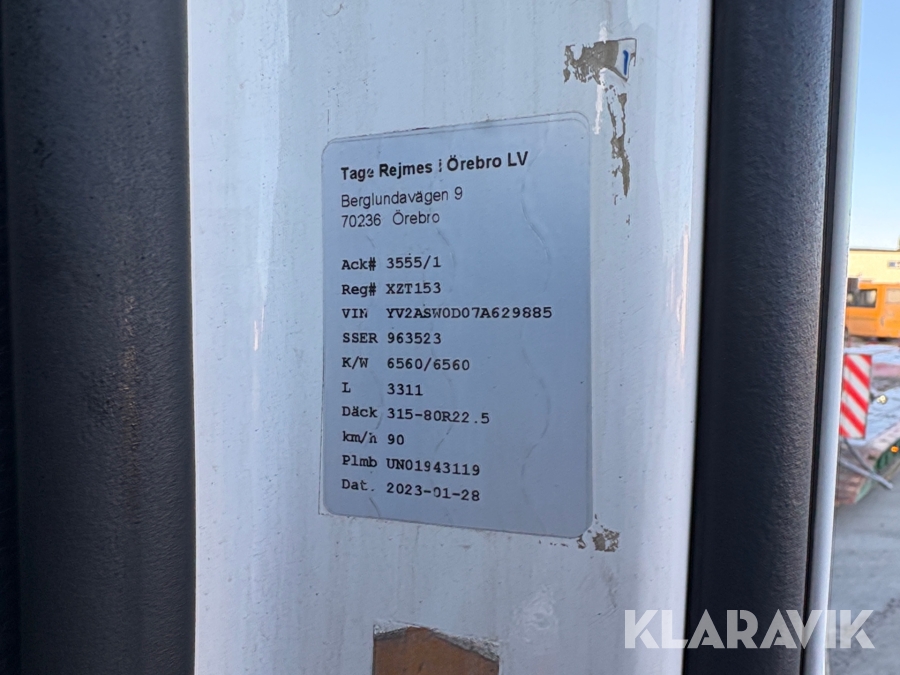 Tage Rejmes i Örebro LV
Berglundavägen 9
70236 Örebro
Ack# 3555/1
Reg# XZT153
VIN YV2ASW0D07A629885
SSER 963523
K/W 6560/6560
L 3311
Däck 315-80R22.5
km/h 90
Plmb UN01943119
Dat. 2023-01-28
KLARAVIK